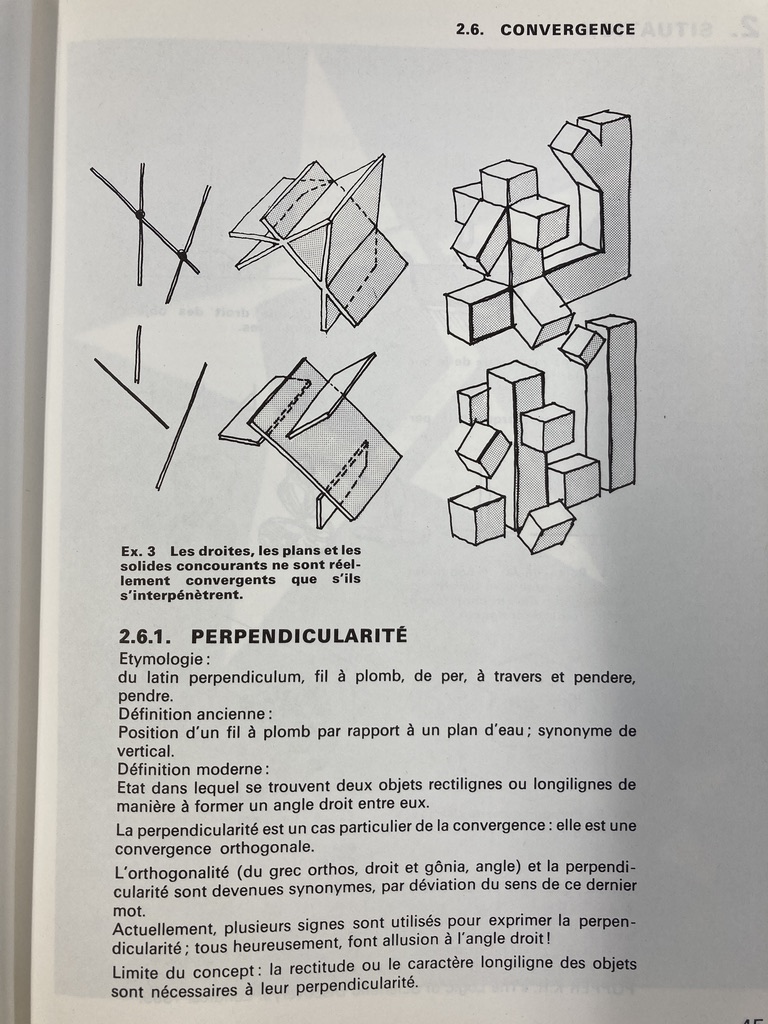 2.6. CONVERGENCE
Ex. 3 Les droites, les plans et les
solides concourants ne sont réel-
lement convergents que s'ils
s'interpénètrent.
2.6.1. PERPENDICULARITÉ
Etymologie :
du latin perpendiculum, fil à plomb, de per, à travers et pendere,
pendre.
Définition ancienne :
Position d'un fil à plomb par rapport à un plan d'eau ; synonyme de
vertical.
Définition moderne :
Etat dans lequel se trouvent deux objets rectilignes ou longilignes de
manière à former un angle droit entre eux.
La perpendicularité est un cas particulier de la convergence : elle est une
convergence orthogonale.
L'orthogonalité (du grec orthos, droit et gônia, angle) et la perpendi-
cularité sont devenues synonymes, par déviation du sens de ce dernier
mot.
Actuellement, plusieurs signes sont utilisés pour exprimer la perpen-
dicularité ; tous heureusement, font allusion à l'angle droit !
Limite du concept : la rectitude ou le caractère longiligne des objets
sont nécessaires à leur perpendicularité.